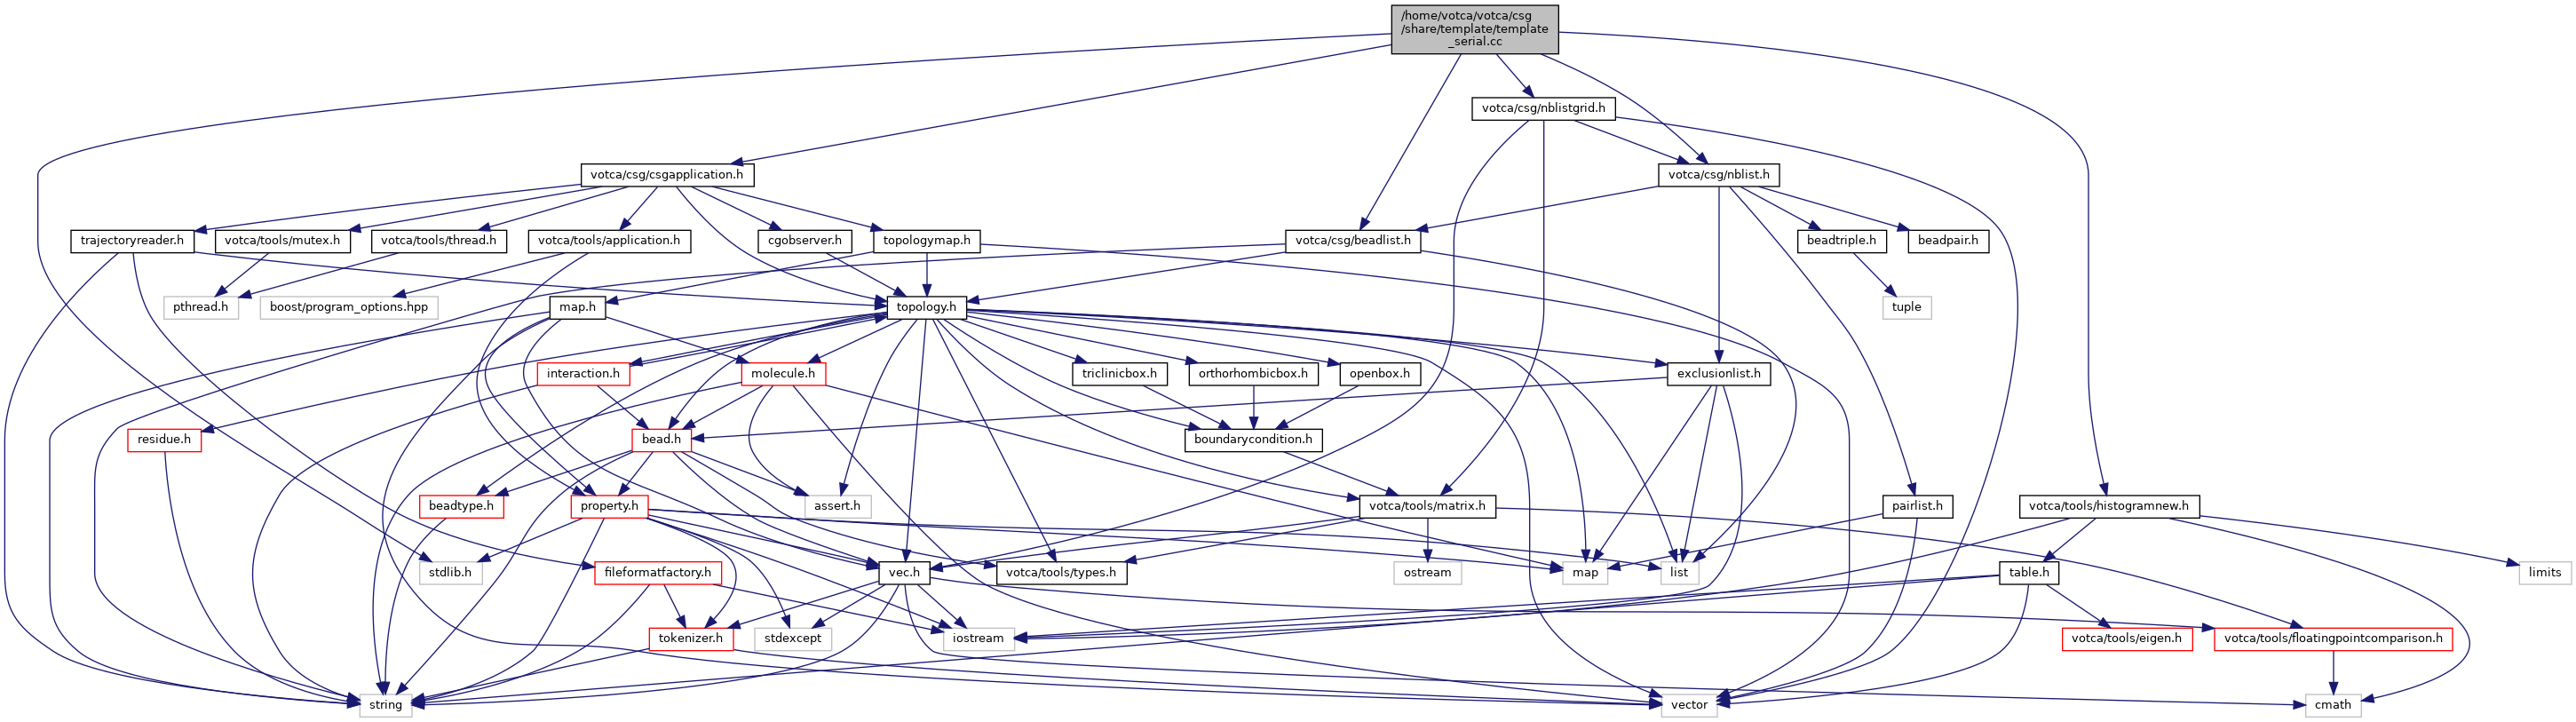 /home/votca/votca/csg
/share/template/template
_serial.cc
votca/csg/nblistgrid.h
votca/csg/csgapplication.h
votca/csg/nblist.h
trajectoryreader.h
votca/tools/mutex.h
votca/tools/thread.h
votca/tools/application.h
cgobserver.h
topologymap.h
votca/csg/beadlist.h
beadtriple.h
beadpair.h
pthread.h
boost/program_options.hpp
map.h
topology.h
tuple
interaction.h
molecule.h
triclinicbox.h
orthorhombicbox.h
openbox.h
exclusionlist.h
residue.h
bead.h
boundarycondition.h
beadtype.h
property.h
assert.h
votca/tools/matrix.h
pairlist.h
votca/tools/histogramnew.h
stdlib.h
fileformatfactory.h
vec.h
votca/tools/types.h
ostream
map
list
table.h
limits
tokenizer.h
stdexcept
iostream
votca/tools/eigen.h
votca/tools/floatingpointcomparison.h
string
vector
cmath